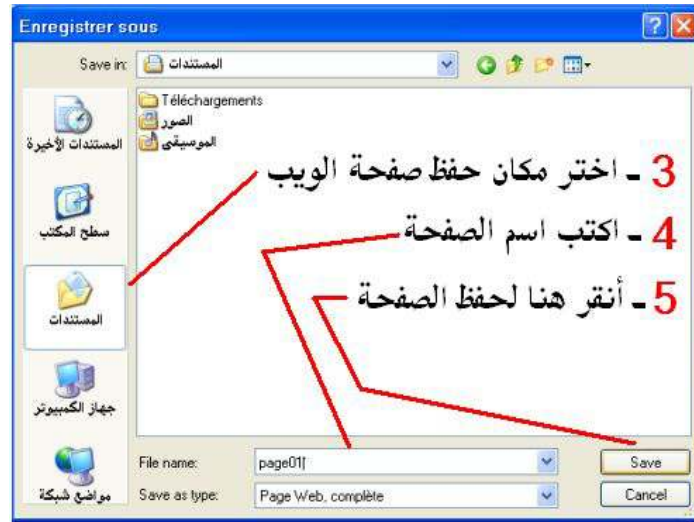 Enregistrer sous
Save in: المستندات
Téléchargements
الصور
الموسيقى
المستندات الأخيرة
سطح المكتب
المستندات
جهاز الكمبيوتر
مواضع شبكة
3 ـ اختر مكان حفظ صفحة الويب
4 ـ اكتب اسم الصفحة
5 ـ أنقر هنا لحفظ الصفحة
File name: page01
Save
Save as type: Page Web, complète
Cancel